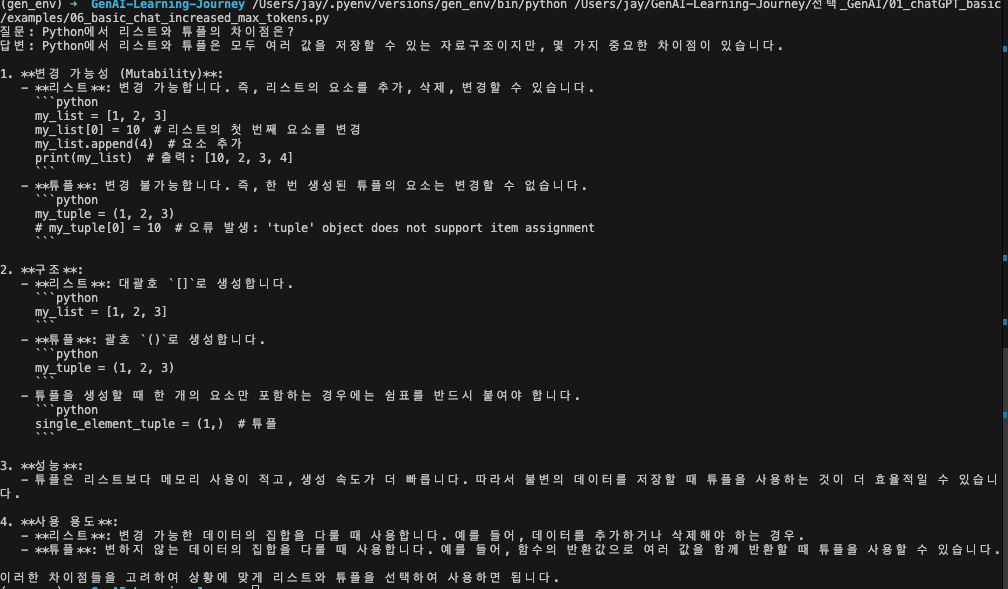 (gen_env) → GenAI-Learning-Journey /Users/jay/.pyenv/versions/gen_env/bin/python /Users/jay/GenAI-Learning-Journey/선택_GenAI/01_chatGPT_basic
/examples/06_basic_chat_increased_max_tokens.py
질문: Python에서 리스트와 튜플의 차이점은?
답변: Python에서 리스트와 튜플은 모두 여러 값을 저장할 수 있는 자료구조이지만, 몇 가지 중요한 차이점이 있습니다.
1. **변경 가능성 (Mutability)**:
- **리스트**: 변경 가능합니다. 즉, 리스트의 요소를 추가, 삭제, 변경할 수 있습니다.
```python
my_list = [1, 2, 3]
my_list[0] = 10  # 리스트의 첫 번째 요소를 변경
my_list.append(4)  # 요소 추가
print(my_list)  # 출력: [10, 2, 3, 4]
```
- **튜플**: 변경 불가능합니다. 즉, 한 번 생성된 튜플의 요소는 변경할 수 없습니다.
```python
my_tuple = (1, 2, 3)
# my_tuple[0] = 10  # 오류 발생: 'tuple' object does not support item assignment
```
2. **구조**:
- **리스트**: 대괄호 `[]`로 생성합니다.
```python
my_list = [1, 2, 3]
```
- **튜플**: 괄호 `()`로 생성합니다.
```python
my_tuple = (1, 2, 3)
```
- 튜플을 생성할 때 한 개의 요소만 포함하는 경우에는 쉼표를 반드시 붙여야 합니다.
```python
single_element_tuple = (1,)  # 튜플
```
3. **성능**:
- 튜플은 리스트보다 메모리 사용이 적고, 생성 속도가 더 빠릅니다. 따라서 불변의 데이터를 저장할 때 튜플을 사용하는 것이 더 효율적일 수 있습니
다.
4. **사용 용도**:
- **리스트**: 변경 가능한 데이터의 집합을 다룰 때 사용합니다. 예를 들어, 데이터를 추가하거나 삭제해야 하는 경우.
- **튜플**: 변하지 않는 데이터의 집합을 다룰 때 사용합니다. 예를 들어, 함수의 반환값으로 여러 값을 함께 반환할 때 튜플을 사용할 수 있습니다.
이러한 차이점들을 고려하여 상황에 맞게 리스트와 튜플을 선택하여 사용하면 됩니다.